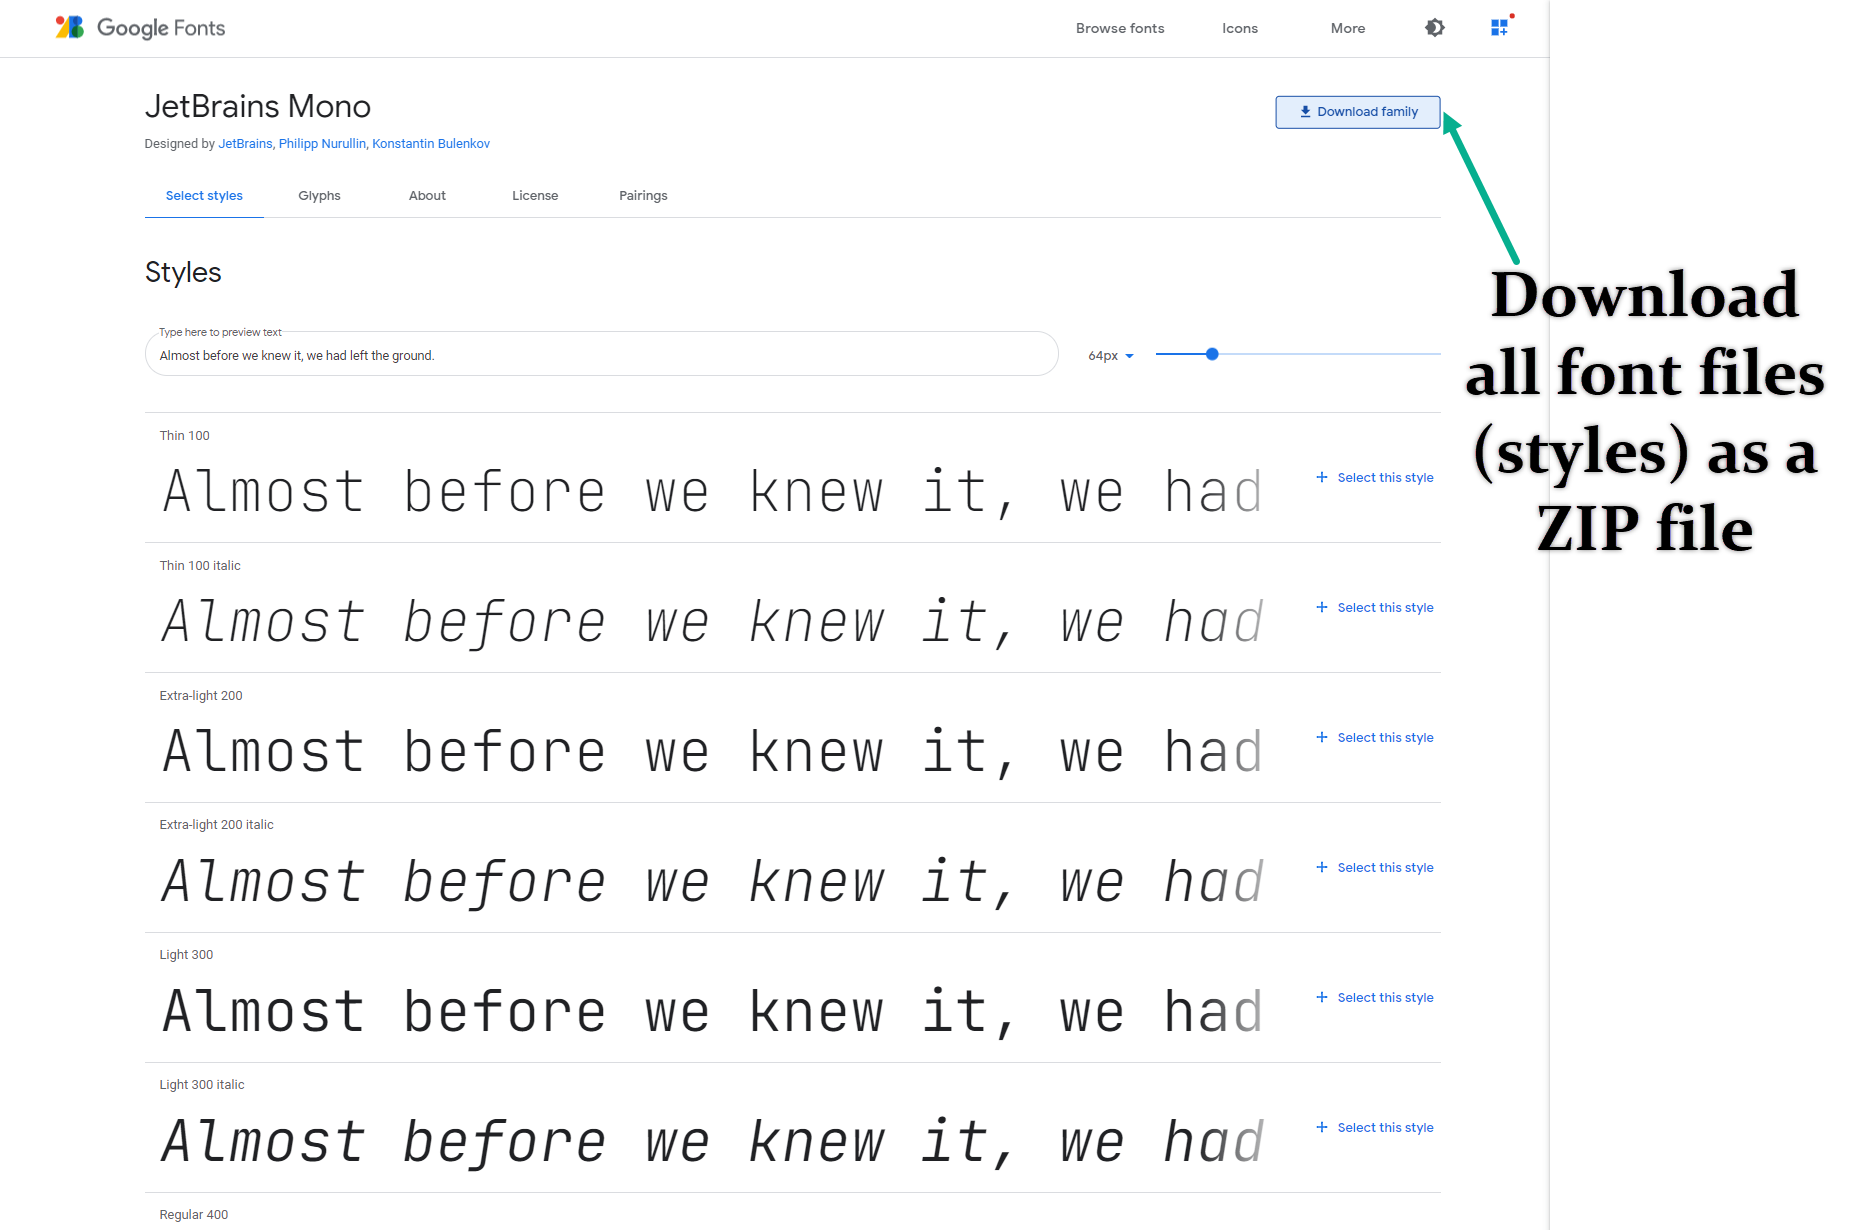 Google Fonts
Browse fonts
Icons
More
JetBrains Mono
Download family
Designed by JetBrains, Philipp Nurullin, Konstantin Bulenkov
Select styles
Glyphs
About
License
Pairings
Styles
Type here to preview text
Almost before we knew it, we had left the ground.
64px
Download
all font files
(styles) as a
ZIP file
Thin 100
Almost before we knew it, we had
+ Select this style
Thin 100 italic
Almost before we knew it, we had
+ Select this style
Extra-light 200
Almost before we knew it, we had
+ Select this style
Extra-light 200 italic
Almost before we knew it, we had
+ Select this style
Light 300
Almost before we knew it, we had
+ Select this style
Light 300 italic
Almost before we knew it, we had
+ Select this style
Regular 400